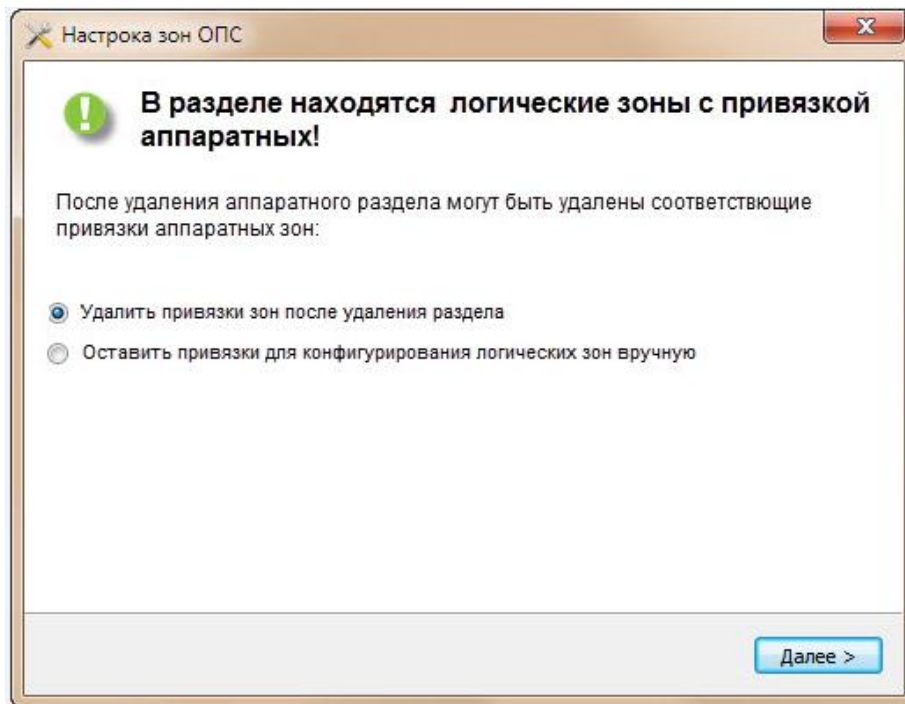 Настрока зон ОПС
В разделе находятся логические зоны с привязкой
аппаратных!
После удаления аппаратного раздела могут быть удалены соответствующие
привязки аппаратных зон:
Удалить привязки зон после удаления раздела
Оставить привязки для конфигурирования логических зон вручную
Далее >